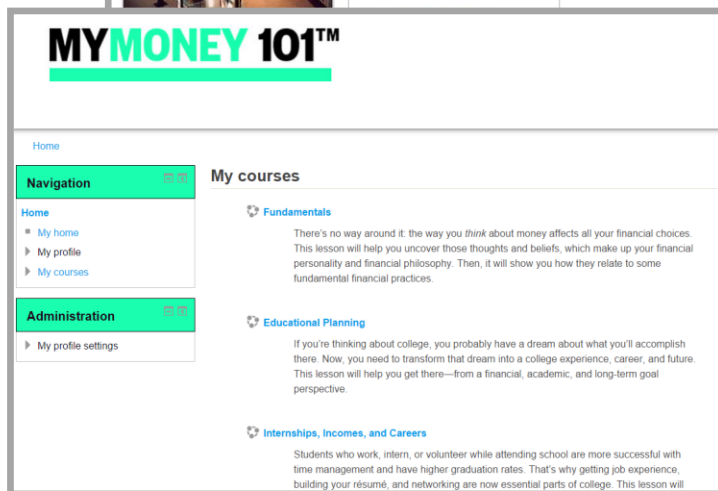 MYMONEY 101™
Home
Navigation
Home
My home
My profile
My courses
Administration
My profile settings
My courses
Fundamentals
There's no way around it: the way you think about money affects all your financial choices.
This lesson will help you uncover those thoughts and beliefs, which make up your financial
personality and financial philosophy. Then, it will show you how they relate to some
fundamental financial practices.
Educational Planning
If you're thinking about college, you probably have a dream about what you'll accomplish
there. Now, you need to transform that dream into a college experience, career, and future.
This lesson will help you get there—from a financial, academic, and long-term goal
perspective.
Internships, Incomes, and Careers
Students who work, intern, or volunteer while attending school are more successful with
time management and have higher graduation rates. That's why getting job experience,
building your résumé, and networking are now essential parts of college. This lesson will